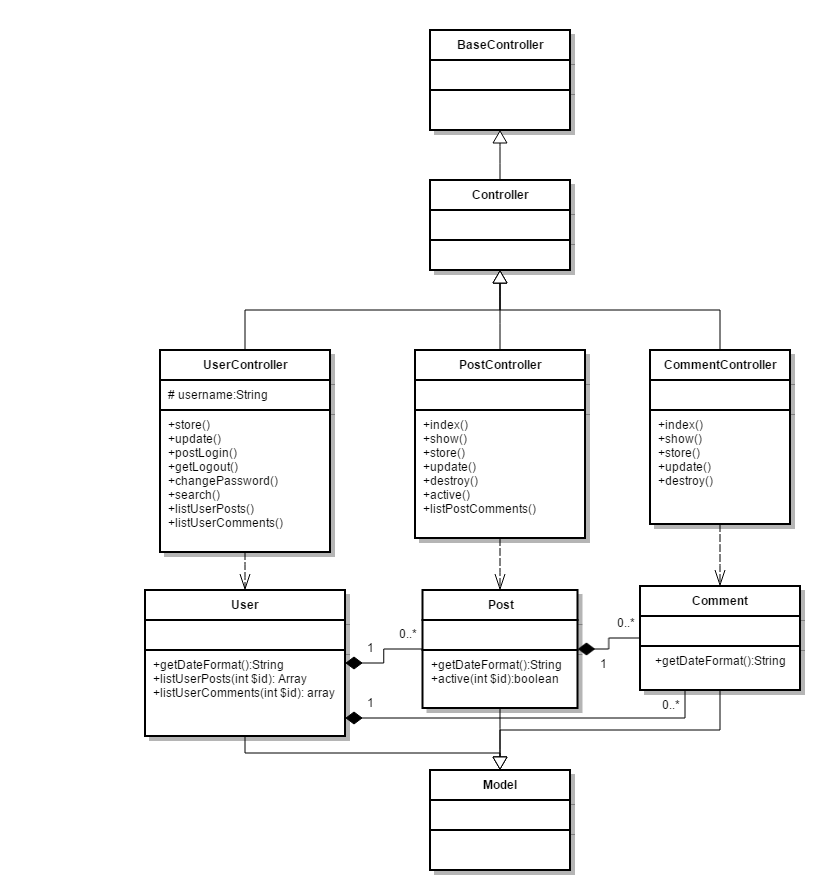 BaseController
Controller
UserController
# username:String
+store()
+update()
+postLogin()
+getLogout()
+changePassword()
+search()
+listUserPosts()
+listUserComments()
PostController
+index()
+show()
+store()
+update()
+destroy()
+active()
+listPostComments()
CommentController
+index()
+show()
+store()
+update()
+destroy()
User
+getDateFormat():String
+listUserPosts(int $id): Array
+listUserComments(int $id): array
1
0..*
1
0..*
Post
+getDateFormat():String
+active(int $id):boolean
1
0..*
Comment
+getDateFormat():String
Model